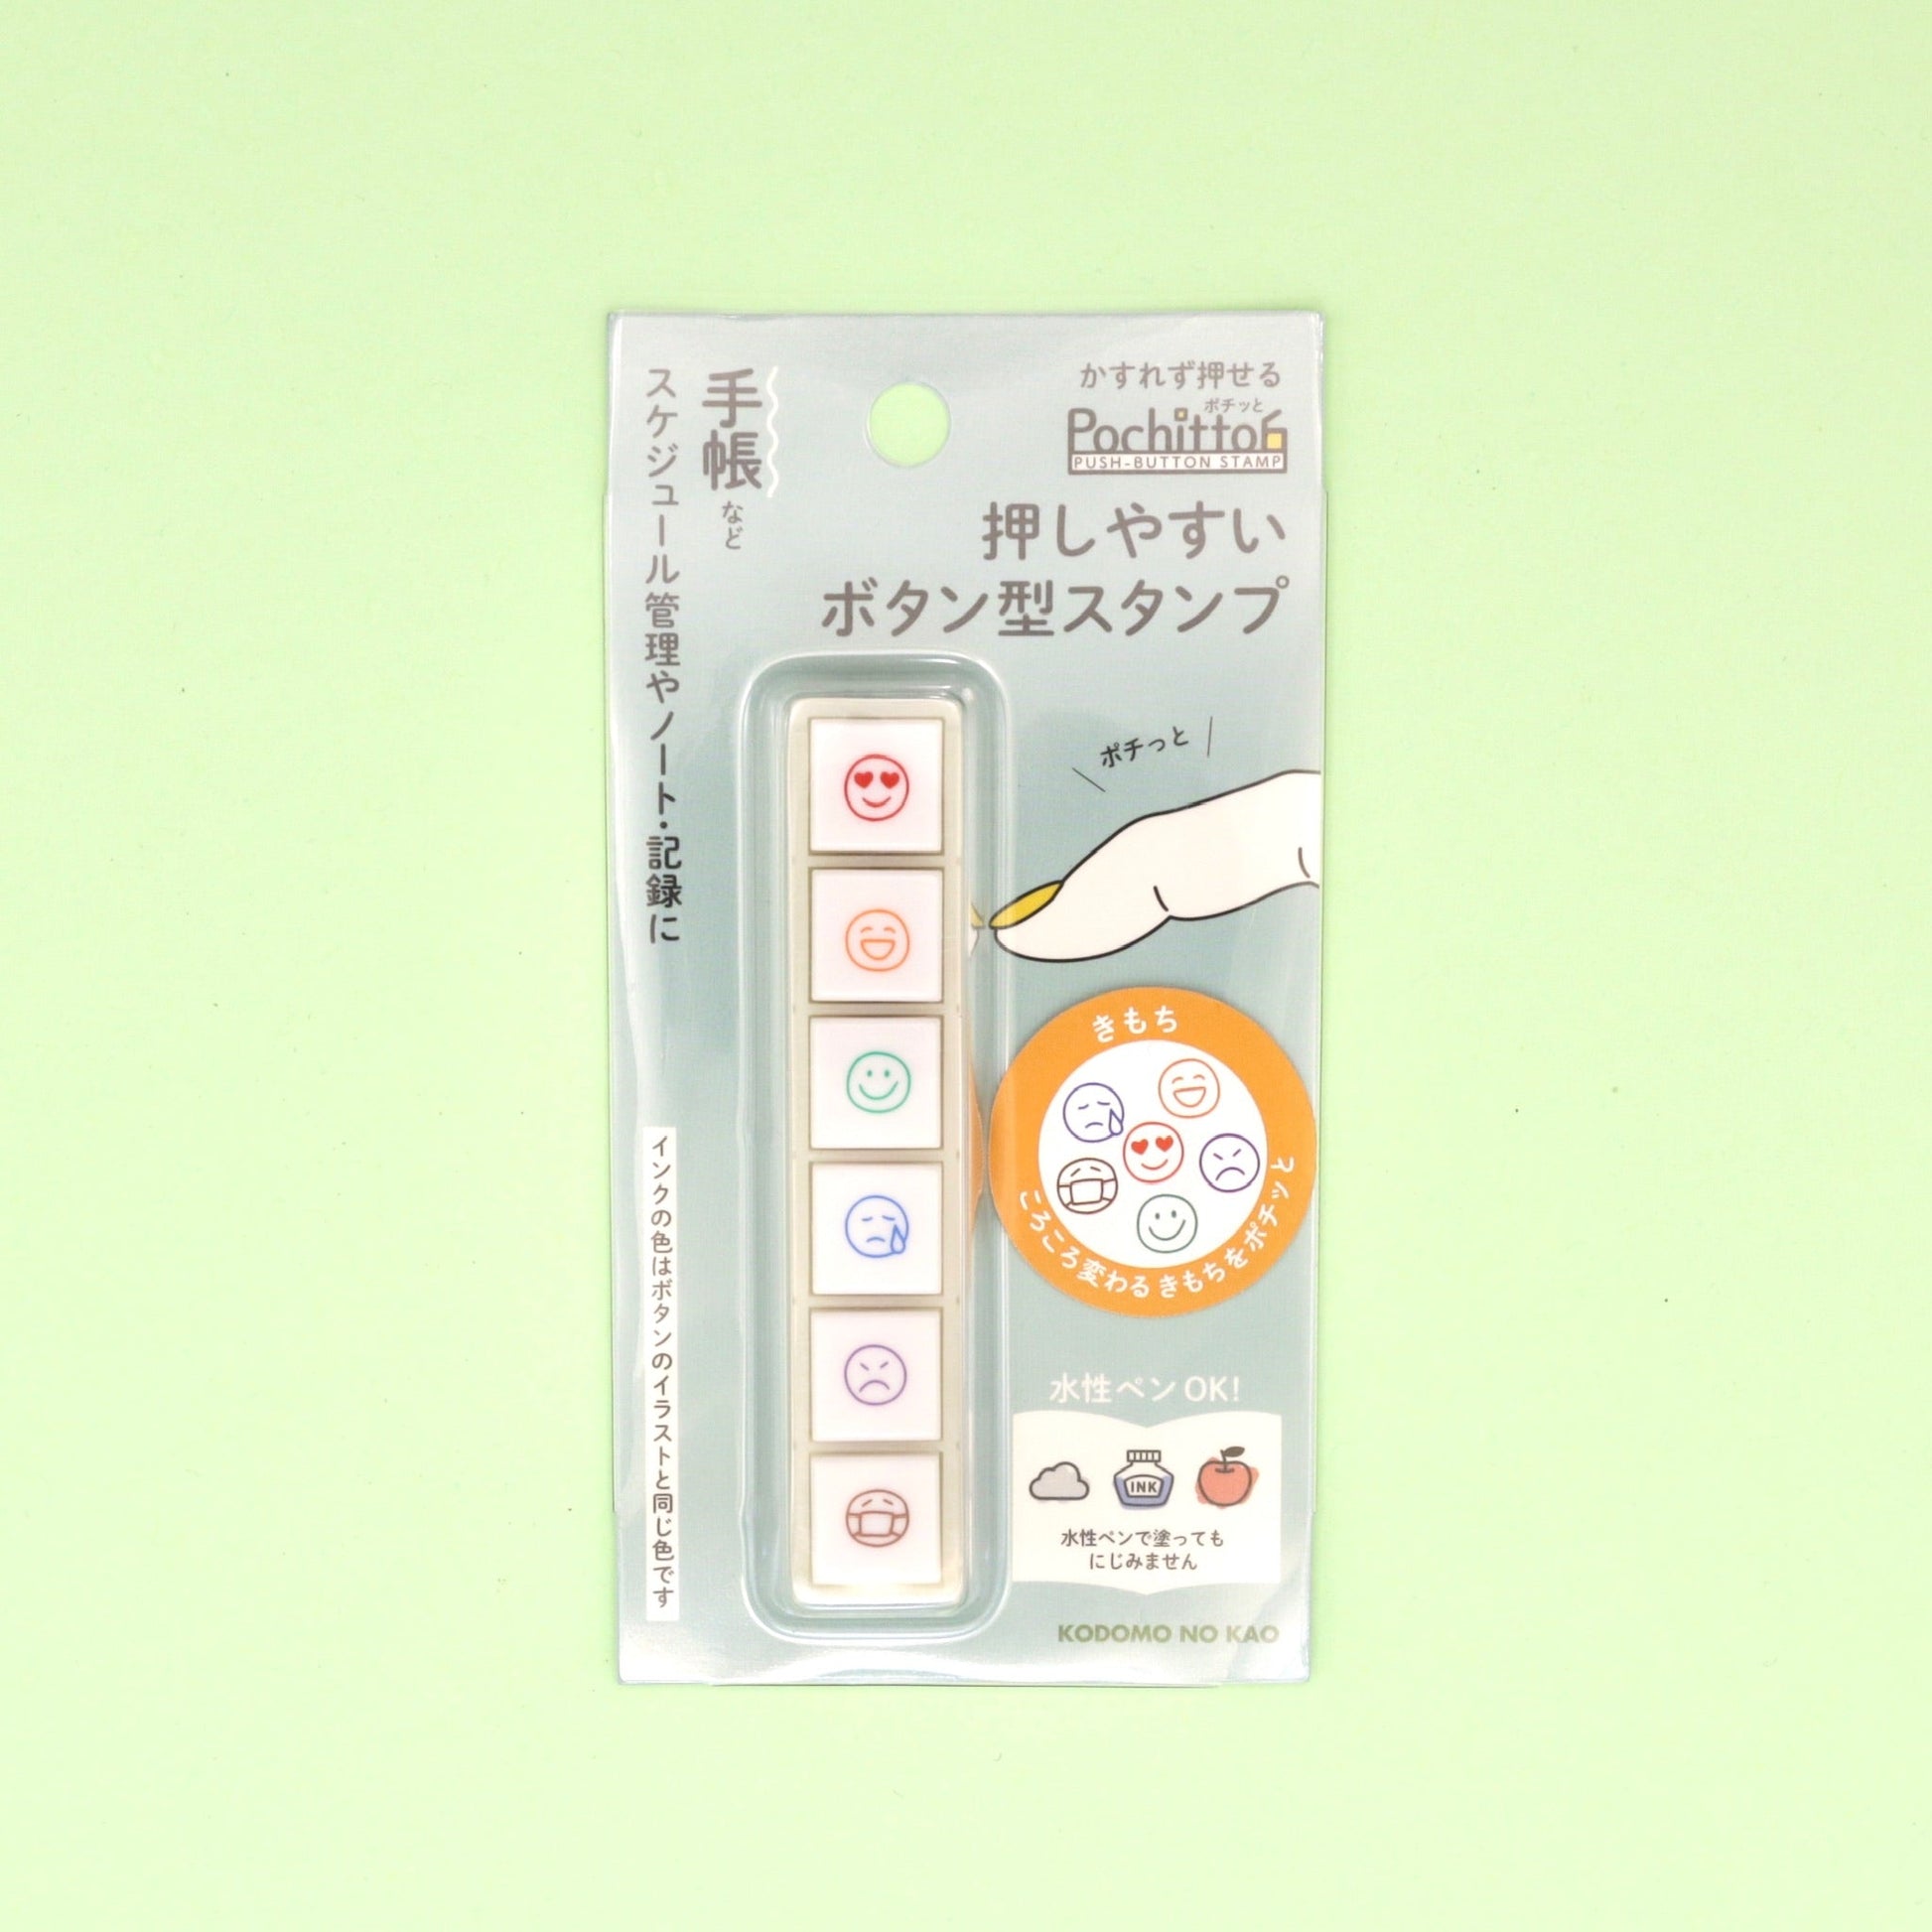 手帳など
スケジュール管理やノート・記録に
かすれず押せる
ポチッと
Pochitto6
PUSH-BUTTON STAMP
押しやすい
ボタン型スタンプ
ポチっと
きもち
ころころ変わる きもちをポチッと
水性ペン OK!
INK
水性ペンで塗っても
にじみません
インクの色はボタンのイラストと同じ色です
KODOMO NO KAO